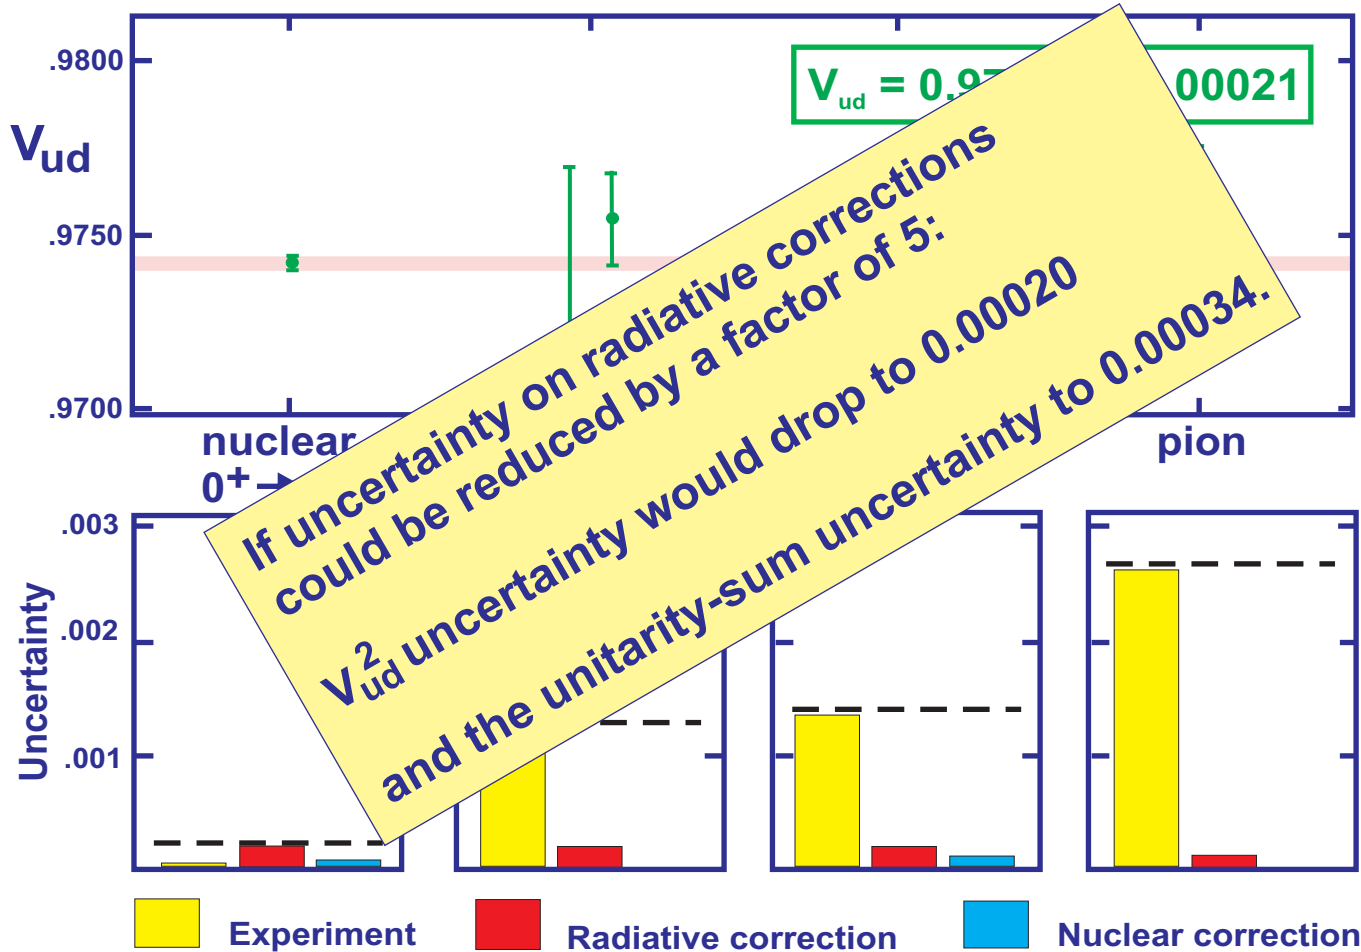 .9800
V_ud = 0.97 00021
V_ud
.9750
.9700
nuclear
0⁺ →
pion
If uncertainty on radiative corrections
could be reduced by a factor of 5:
V²_ud uncertainty would drop to 0.00020
and the unitarity-sum uncertainty to 0.00034.
.003
.002
.001
Uncertainty
Experiment
Radiative correction
Nuclear correction